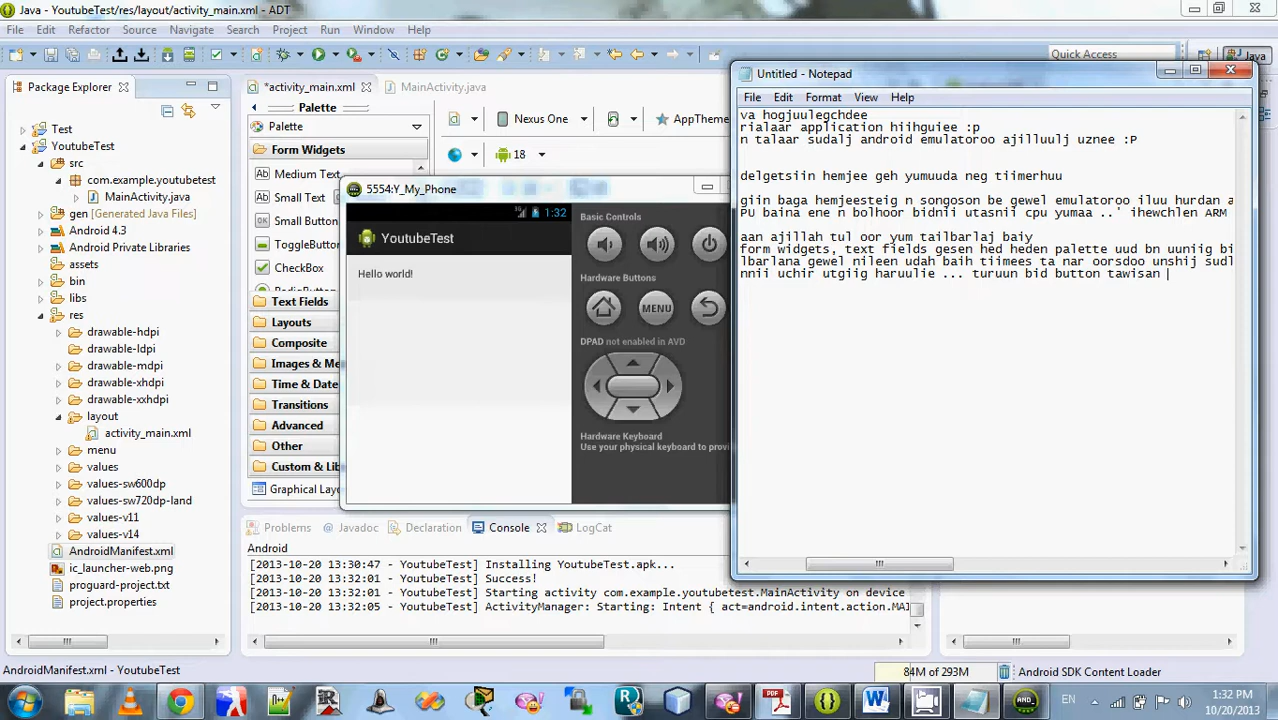 Java - YoutubeTest/res/layout/activity_main.xml - ADT
File Edit Refactor Source Navigate Search Project Run Window Help
Quick Access
Java
Package Explorer
Test
YoutubeTest
src
com.example.youtubetest
MainActivity.java
gen [Generated Java Files]
Android 4.3
Android Private Libraries
assets
bin
libs
res
drawable-hdpi
drawable-ldpi
drawable-mdpi
drawable-xhdpi
drawable-xxhdpi
layout
activity_main.xml
menu
values
values-sw600dp
values-sw720dp-land
values-v11
values-v14
AndroidManifest.xml
ic_launcher-web.png
proguard-project.txt
project.properties
*activity_main.xml
MainActivity.java
Palette
Palette
Form Widgets
Ab Medium Text
Ab Small Text
Ab Small Button
ToggleButton
CheckBox
Text Fields
Layouts
Composite
Images & Me
Time & Date
Transitions
Advanced
Other
Custom & Lib
Graphical Layo
Nexus One
AppTheme
18
5554:Y_My_Phone
1:32
YoutubeTest
Hello world!
Basic Controls
Hardware Buttons
MENU
DPAD not enabled in AVD
Hardware Keyboard
Use your physical keyboard to provi
Untitled - Notepad
File Edit Format View Help
va hogjuulegchdee
rialaar application hiihguiee :p
n talaar sudalj android emulatoroo ajilluulj uznee :P
delgetsiin hemjee geh yumuuda neg tiimerhuu
giin baga hemjeesteig n songoson be gewel emulatoroo iluu hurdan a
PU baina ene n bolhoor bidnii utasnii cpu yumaa ..' ihewchlen ARM
aan ajillah tul oor yum tailbarlaj baiy
form widgets, text fields gesen hed heden palette uud bn uuniig bi
lbarlana gewel nileen udah baih tiimees ta nar oorsdoo unshij sudl
nnii uchir utgiig haruulie ... turuun bid button tawisan
Problems
Javadoc
Declaration
Console
LogCat
Android
[2013-10-20 13:30:47 - YoutubeTest] Installing YoutubeTest.apk...
[2013-10-20 13:32:01 - YoutubeTest] Success!
[2013-10-20 13:32:01 - YoutubeTest] Starting activity com.example.youtubetest.MainActivity on device
[2013-10-20 13:32:05 - YoutubeTest] ActivityManager: Starting: Intent { act=android.intent.action.MAI
AndroidManifest.xml - YoutubeTest
84M of 293M
Android SDK Content Loader
EN
1:32 PM
10/20/2013